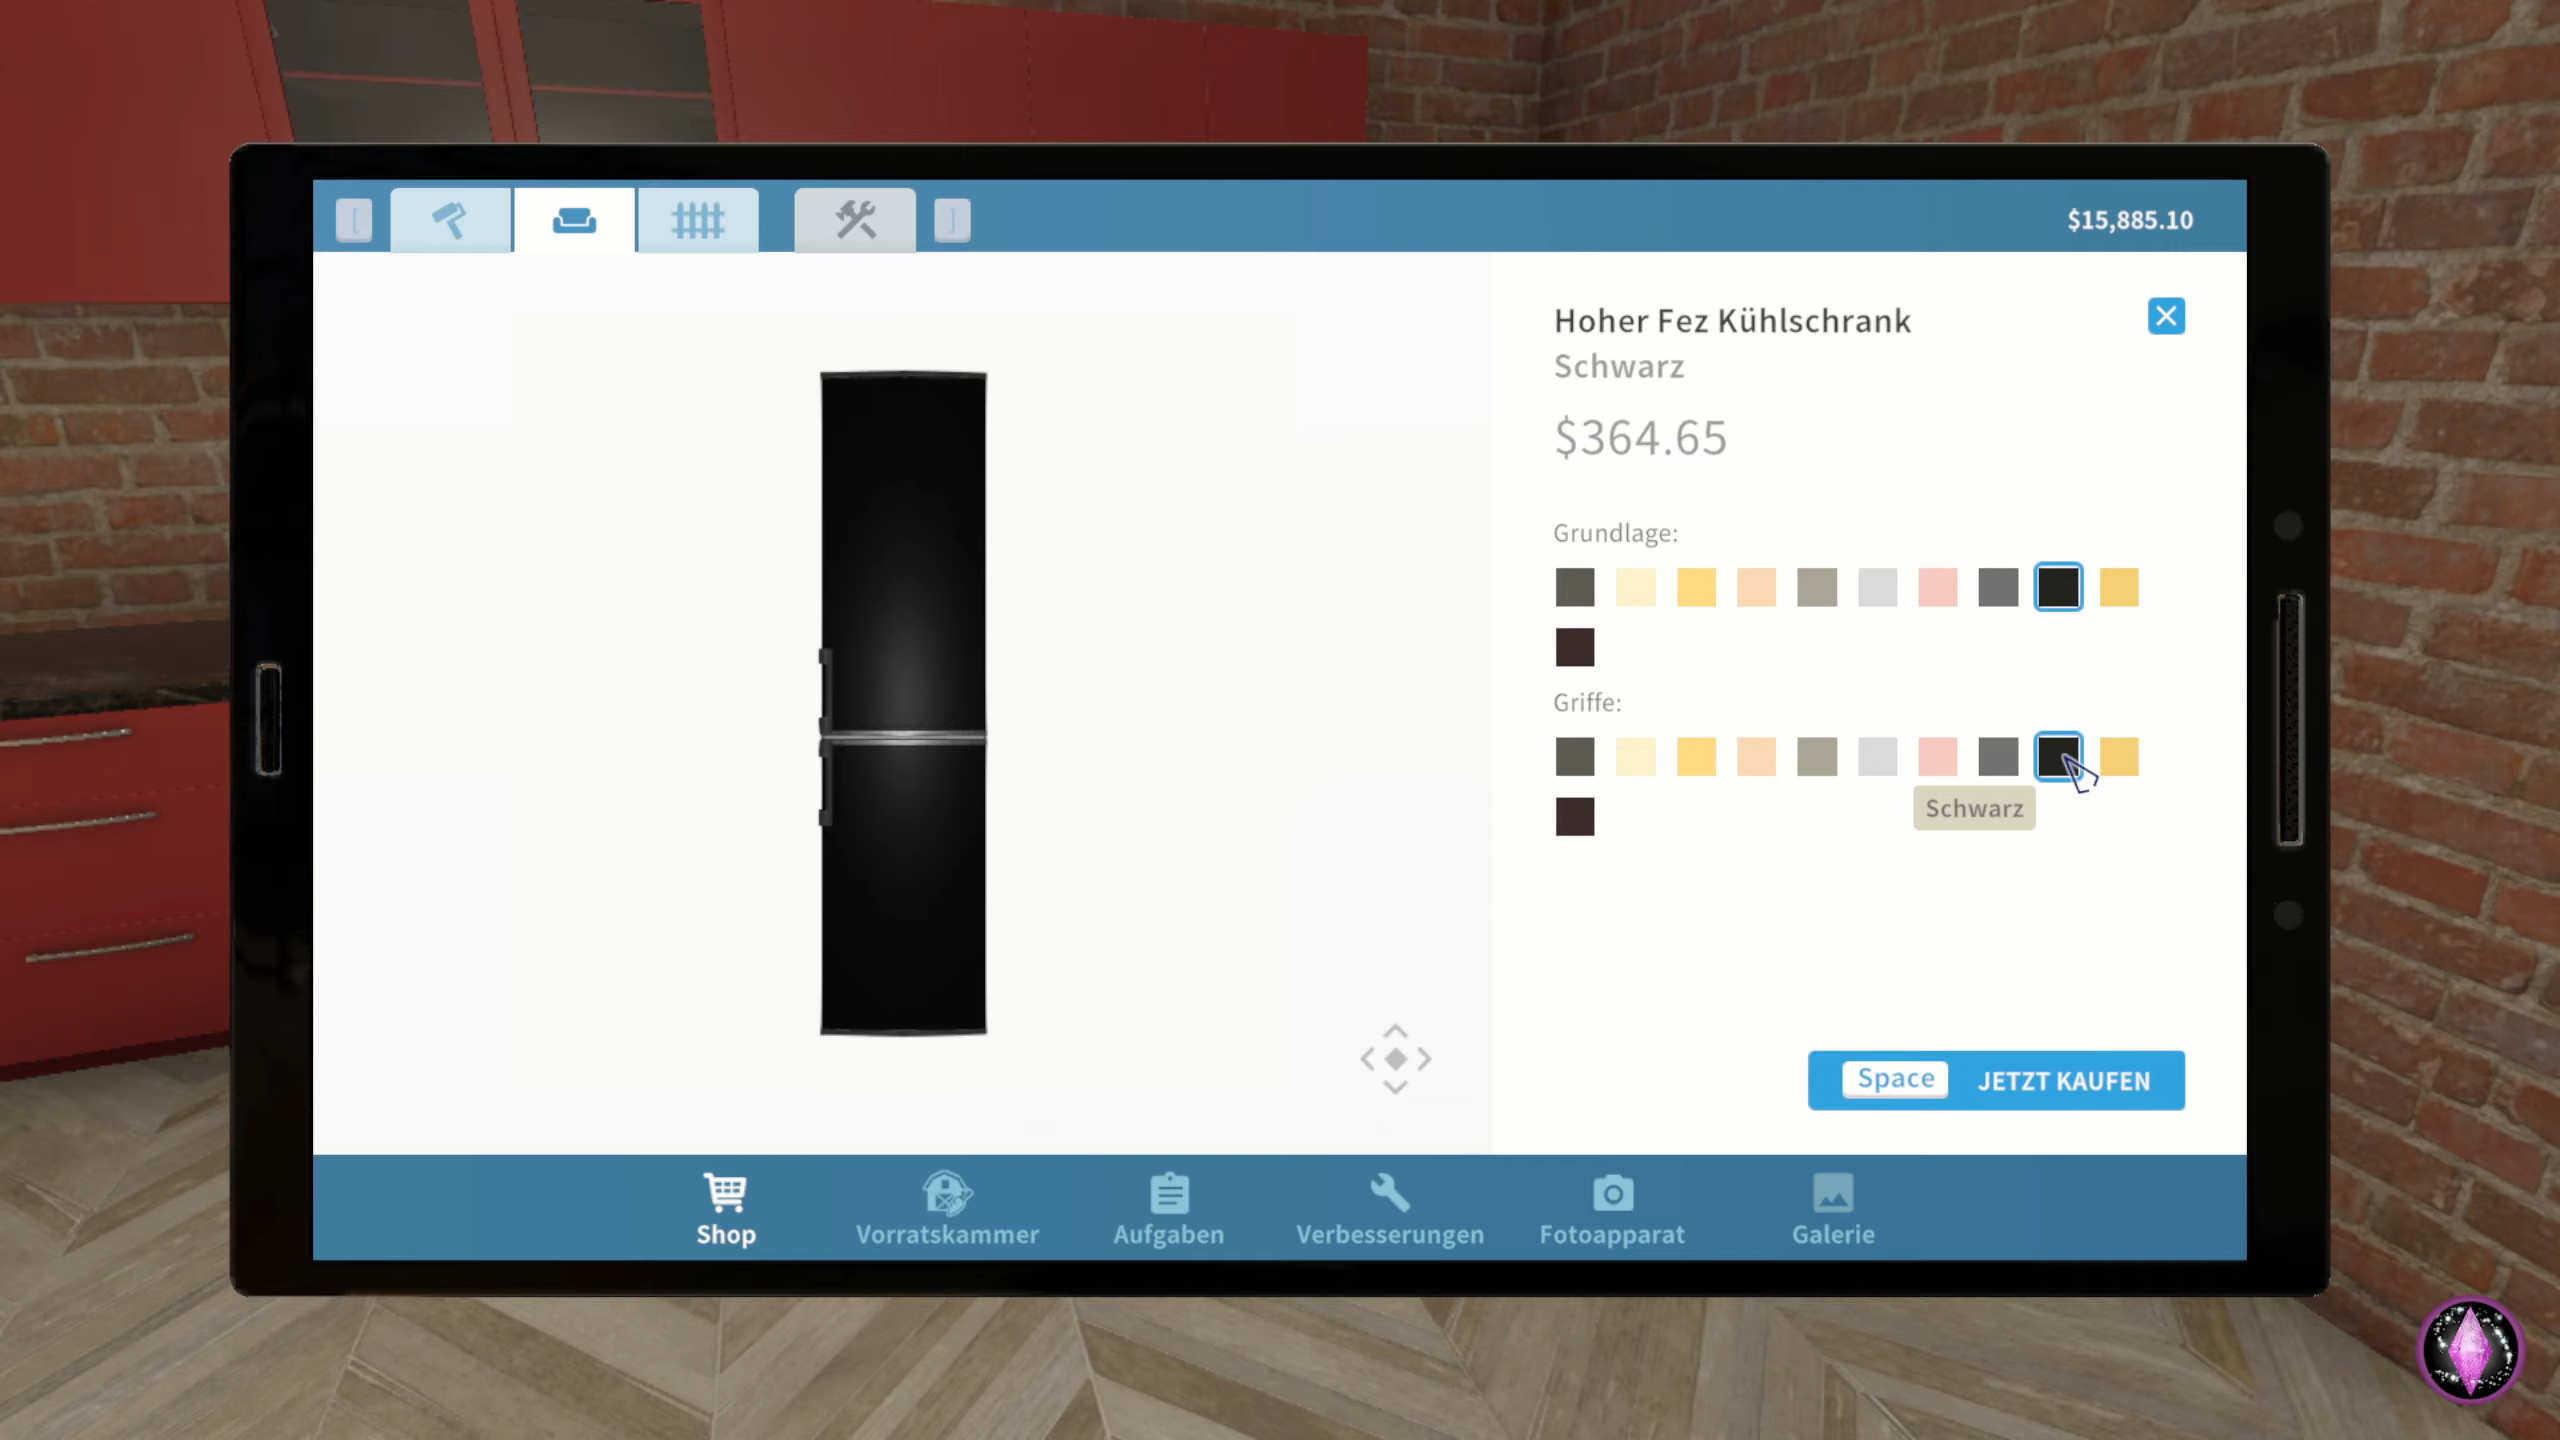 [
]
$15,885.10
Hoher Fez Kühlschrank
Schwarz
$364.65
Grundlage:
Griffe:
Schwarz
Space JETZT KAUFEN
Shop Vorratskammer Aufgaben Verbesserungen Fotoapparat Galerie